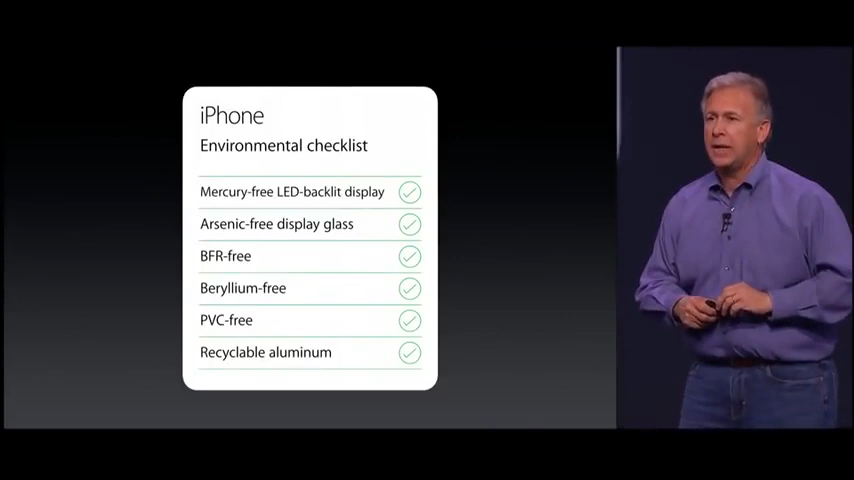 iPhone
Environmental checklist
Mercury-free LED-backlit display
Arsenic-free display glass
BFR-free
Beryllium-free
PVC-free
Recyclable aluminum